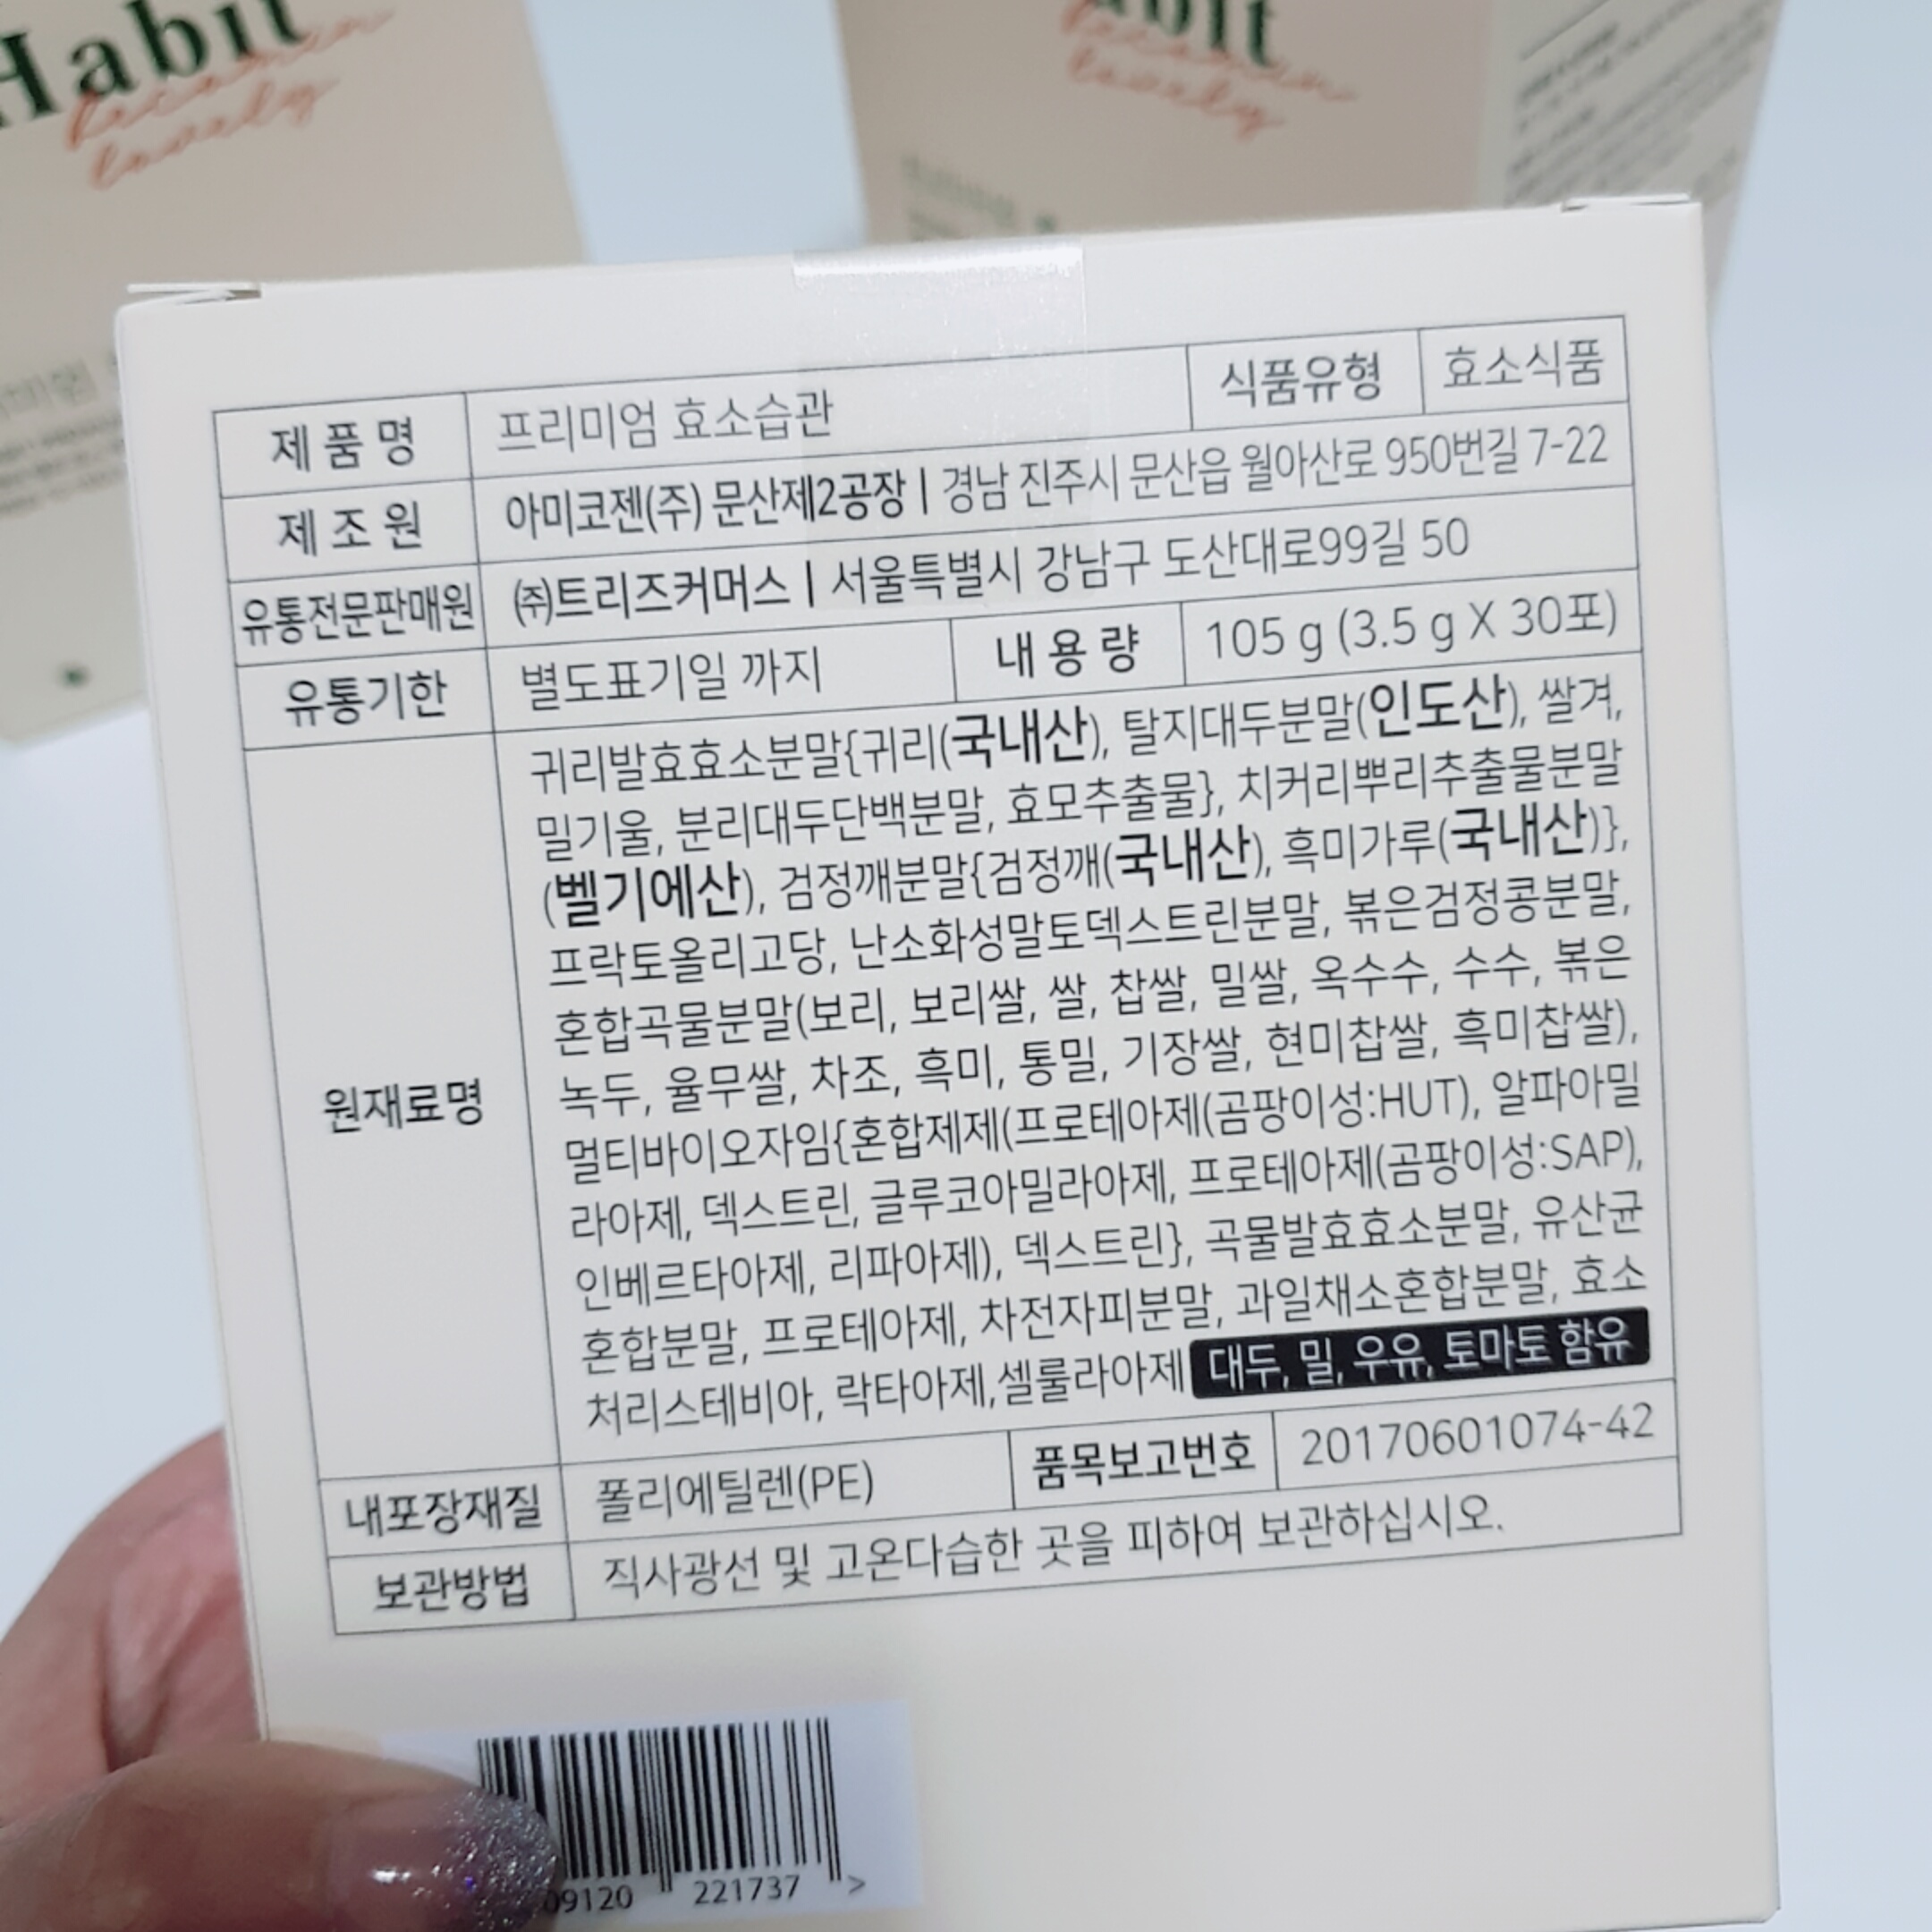 Habit
becomen
lovely
lovely
제 품 명 프리미엄 효소습관 식품유형 효소식품
제 조 원 아미코젠(주) 문산제2공장 | 경남 진주시 문산읍 월아산로 950번길 7-22
유통전문판매원 ㈜트리즈커머스 | 서울특별시 강남구 도산대로99길 50
유통기한 별도표기일 까지 내 용 량 105 g (3.5 g X 30포)
원재료명
귀리발효효소분말{귀리(국내산), 탈지대두분말(인도산), 쌀겨,
밀기울, 분리대두단백분말, 효모추출물}, 치커리뿌리추출물분말
(벨기에산), 검정깨분말{검정깨(국내산), 흑미가루(국내산)},
프락토올리고당, 난소화성말토덱스트린분말, 볶은검정콩분말,
혼합곡물분말(보리, 보리쌀, 쌀, 찹쌀, 밀쌀, 옥수수, 수수, 볶은
녹두, 율무쌀, 차조, 흑미, 통밀, 기장쌀, 현미찹쌀, 흑미찹쌀),
멀티바이오자임{혼합제제(프로테아제(곰팡이성:HUT), 알파아밀
라아제, 덱스트린, 글루코아밀라아제, 프로테아제(곰팡이성:SAP),
인베르타아제, 리파아제), 덱스트린}, 곡물발효효소분말, 유산균
혼합분말, 프로테아제, 차전자피분말, 과일채소혼합분말, 효소
처리스테비아, 락타아제,셀룰라아제 대두, 밀, 우유, 토마토 함유
내포장재질 폴리에틸렌(PE) 품목보고번호 20170601074-42
보관방법 직사광선 및 고온다습한 곳을 피하여 보관하십시오.
09120 221737 >